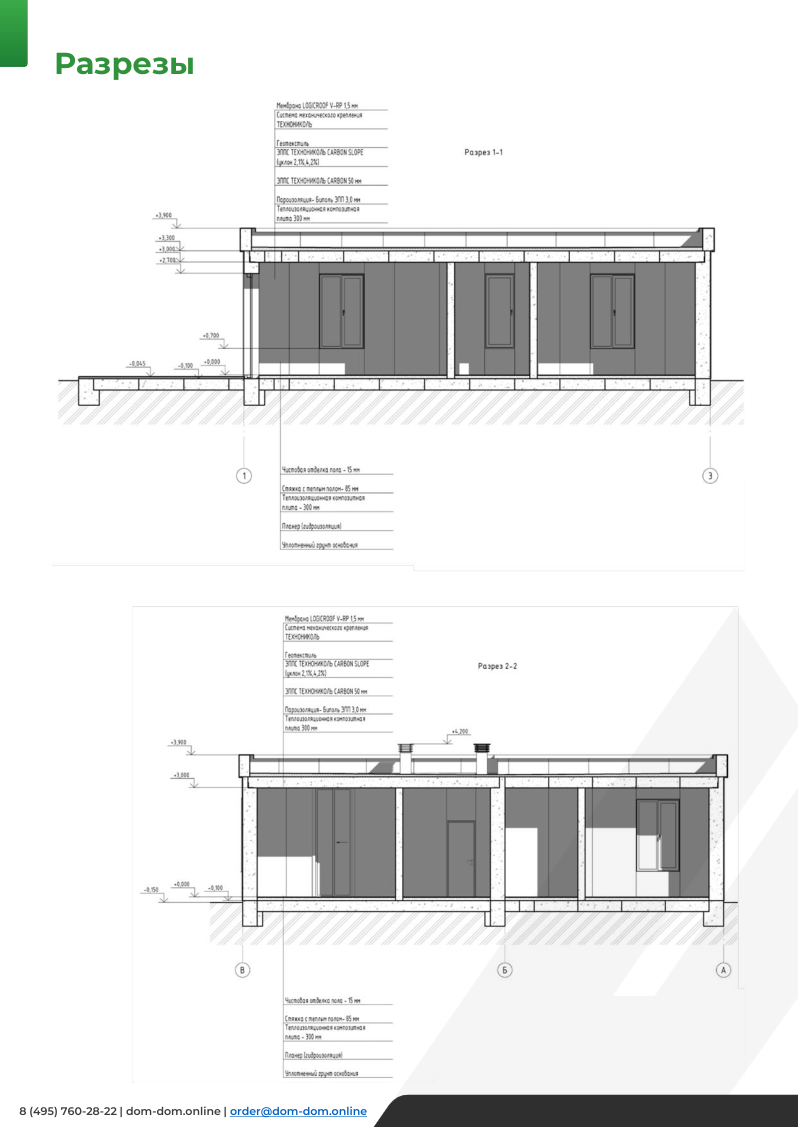 Разрезы
Мембрана LOGICROOF V-RP 1,5 мм
Система механического крепления
ТЕХНОНИКОЛЬ
Геотекстиль
ЭППС ТЕХНОНИКОЛЬ CARBON SLOPE
(уклон 2,1%,4,2%)
ЭППС ТЕХНОНИКОЛЬ CARBON 50 мм
Пароизоляция- Биполь ЭПП 3,0 мм
Теплоизоляционная композитная
плита 300 мм
Разрез 1-1
+3,900
+3,300
+3,000
+2,700
+0,700
-0,045
-0,100
+0,000
1
3
Чистовая отделка пола - 15 мм
Стяжка с теплым полом- 85 мм
Теплоизоляционная композитная
плита - 300 мм
Планер (гидроизоляция)
Уплотненный грунт основания
Мембрана LOGICROOF V-RP 1,5 мм
Система механического крепления
ТЕХНОНИКОЛЬ
Геотекстиль
ЭППС ТЕХНОНИКОЛЬ CARBON SLOPE
(уклон 2,1%,4,2%)
ЭППС ТЕХНОНИКОЛЬ CARBON 50 мм
Пароизоляция- Биполь ЭПП 3,0 мм
Теплоизоляционная композитная
плита 300 мм
Разрез 2-2
+4,200
+3,900
+3,000
-0,150
+0,000
+0,100
В
Б
А
Чистовая отделка пола - 15 мм
Стяжка с теплым полом- 85 мм
Теплоизоляционная композитная
плита - 300 мм
Планер (гидроизоляция)
Уплотненный грунт основания
8 (495) 760-28-22 | dom-dom.online | order@dom-dom.online